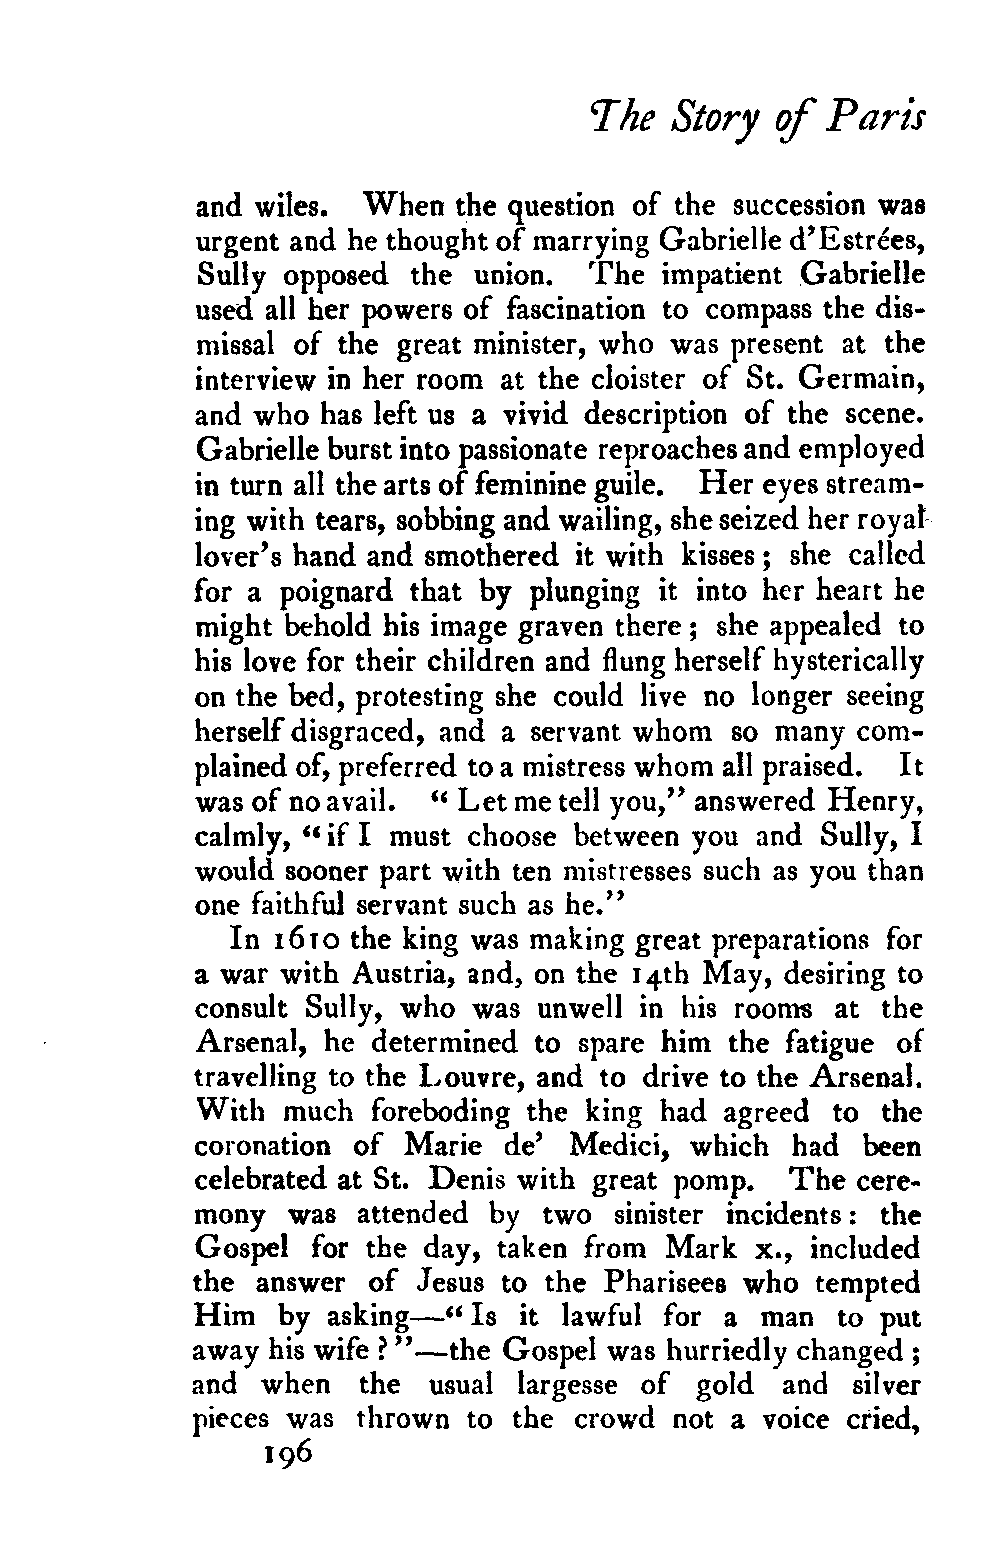 The Story of Paris
and wiles. When the question of the succession was
urgent and he thought of marrying Gabrielle d'Estrées,
Sully opposed the union. The impatient Gabrielle
used all her powers of fascination to compass the dis-
missal of the great minister, who was present at the
interview in her room at the cloister of St. Germain,
and who has left us a vivid description of the scene.
Gabrielle burst into passionate reproaches and employed
in turn all the arts of feminine guile. Her eyes stream-
ing with tears, sobbing and wailing, she seized her royal
lover's hand and smothered it with kisses; she called
for a poignard that by plunging it into her heart he
might behold his image graven there; she appealed to
his love for their children and flung herself hysterically
on the bed, protesting she could live no longer seeing
herself disgraced, and a servant whom so many com-
plained of, preferred to a mistress whom all praised. It
was of no avail. "Let me tell you," answered Henry,
calmly, "if I must choose between you and Sully, I
would sooner part with ten mistresses such as you than
one faithful servant such as he."
In 1610 the king was making great preparations for
a war with Austria, and, on the 14th May, desiring to
consult Sully, who was unwell in his rooms at the
Arsenal, he determined to spare him the fatigue of
travelling to the Louvre, and to drive to the Arsenal.
With much foreboding the king had agreed to the
coronation of Marie de' Medici, which had been
celebrated at St. Denis with great pomp. The cere-
mony was attended by two sinister incidents: the
Gospel for the day, taken from Mark x., included
the answer of Jesus to the Pharisees who tempted
Him by asking—"Is it lawful for a man to put
away his wife?"—the Gospel was hurriedly changed;
and when the usual largesse of gold and silver
pieces was thrown to the crowd not a voice cried,
196